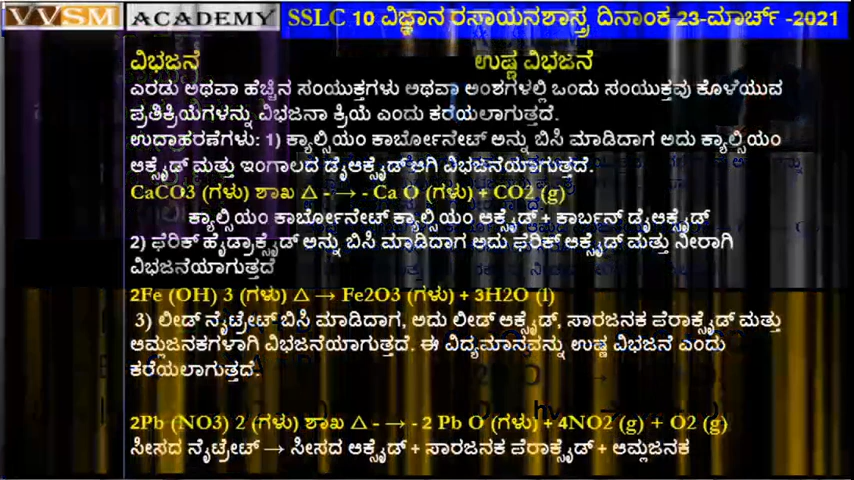 VVSM ACADEMY SSLC 10 ವಿಜ್ಞಾನ ರಸಾಯನಶಾಸ್ತ್ರ ದಿನಾಂಕ 23-ಮಾರ್ಚ್ -2021
ವಿಭಜನೆ ಉಷ್ಣ ವಿಭಜನೆ
ಎರಡು ಅಥವಾ ಹೆಚ್ಚಿನ ಸಂಯುಕ್ತಗಳು ಅಥವಾ ಅಂಶಗಳಲ್ಲಿ ಒಂದು ಸಂಯುಕ್ತವು ಕೊಳೆಯುವ
ಪ್ರತಿಕ್ರಿಯೆಗಳನ್ನು ವಿಭಜನಾ ಕ್ರಿಯೆ ಎಂದು ಕರೆಯಲಾಗುತ್ತದೆ.
ಉದಾಹರಣೆಗಳು: 1) ಕ್ಯಾಲ್ಸಿಯಂ ಕಾರ್ಬೋನೇಟ್ ಅನ್ನು ಬಿಸಿ ಮಾಡಿದಾಗ ಅದು ಕ್ಯಾಲ್ಸಿಯಂ
ಆಕ್ಸೈಡ್ ಮತ್ತು ಇಂಗಾಲದ ಡೈಆಕ್ಸೈಡ್ ಆಗಿ ವಿಭಜನೆಯಾಗುತ್ತದೆ.
CaCO3 (ಗಳು) ಶಾಖ Δ - → - Ca O (ಗಳು) + CO2 (g)
ಕ್ಯಾಲ್ಸಿಯಂ ಕಾರ್ಬೋನೇಟ್ ಕ್ಯಾಲ್ಸಿಯಂ ಆಕ್ಸೈಡ್ + ಕಾರ್ಬನ್ ಡೈಆಕ್ಸೈಡ್
2) ಫೆರಿಕ್ ಹೈಡ್ರಾಕ್ಸೈಡ್ ಅನ್ನು ಬಿಸಿ ಮಾಡಿದಾಗ ಅದು ಫೆರಿಕ್ ಆಕ್ಸೈಡ್ ಮತ್ತು ನೀರಾಗಿ
ವಿಭಜನೆಯಾಗುತ್ತದೆ
2Fe (OH) 3 (ಗಳು) Δ → Fe2O3 (ಗಳು) + 3H2O (l)
3) ಲೀಡ್ ನೈಟ್ರೇಟ್ ಬಿಸಿ ಮಾಡಿದಾಗ, ಅದು ಲೀಡ್ ಆಕ್ಸೈಡ್, ಸಾರಜನಕ ಪೆರಾಕ್ಸೈಡ್ ಮತ್ತು
ಆಮ್ಲಜನಕಗಳಾಗಿ ವಿಭಜನೆಯಾಗುತ್ತದೆ. ಈ ವಿದ್ಯಮಾನವನ್ನು ಉಷ್ಣ ವಿಭಜನೆ ಎಂದು
ಕರೆಯಲಾಗುತ್ತದೆ.
hv
2Pb (NO3) 2 (ಗಳು) ಶಾಖ Δ - → - 2 Pb O (ಗಳು) + 4NO2 (g) + O2 (g)
ಸೀಸದ ನೈಟ್ರೇಟ್ → ಸೀಸದ ಆಕ್ಸೈಡ್ + ಸಾರಜನಕ ಪೆರಾಕ್ಸೈಡ್ + ಆಮ್ಲಜನಕ